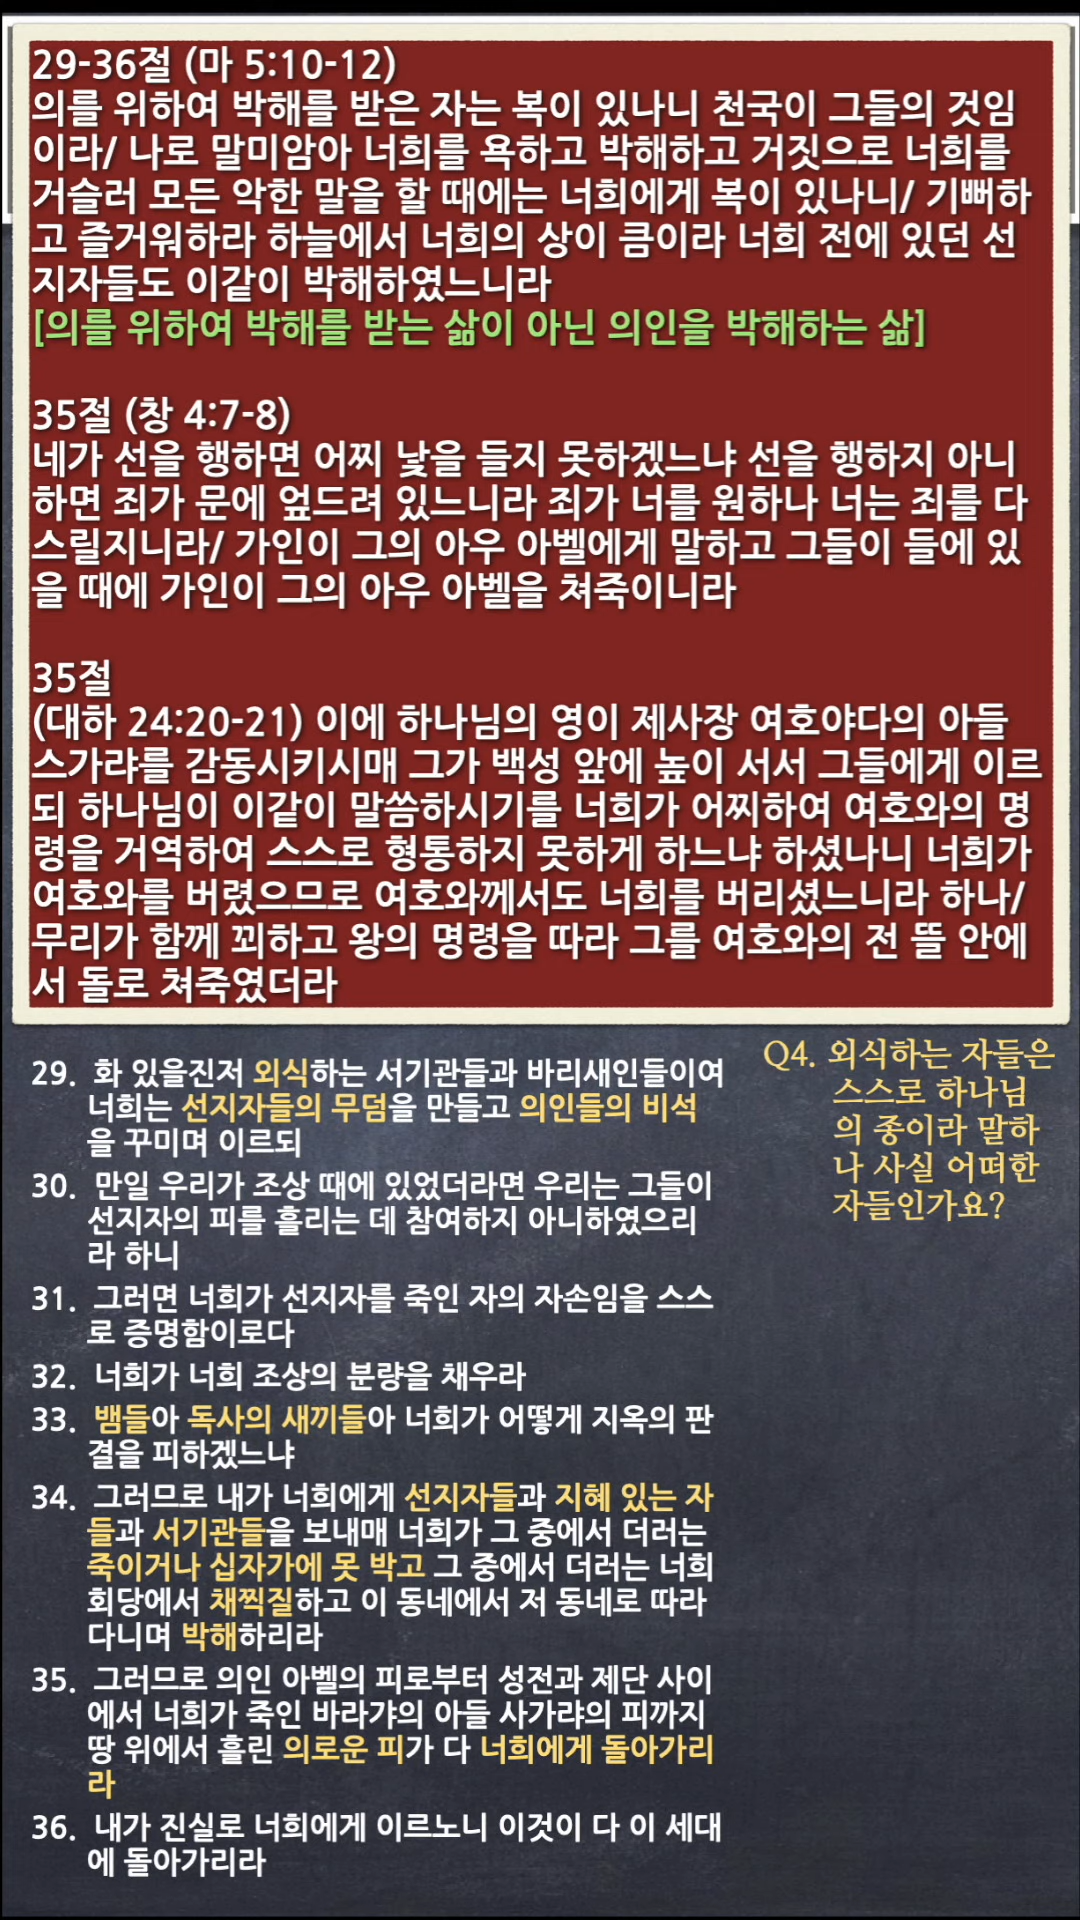 29-36절 (마 5:10-12)
의를 위하여 박해를 받은 자는 복이 있나니 천국이 그들의 것임
이라/ 나로 말미암아 너희를 욕하고 박해하고 거짓으로 너희를
거슬러 모든 악한 말을 할 때에는 너희에게 복이 있나니/ 기뻐하
고 즐거워하라 하늘에서 너희의 상이 큼이라 너희 전에 있던 선
지자들도 이같이 박해하였느니라
[의를 위하여 박해를 받는 삶이 아닌 의인을 박해하는 삶]
35절 (창 4:7-8)
네가 선을 행하면 어찌 낯을 들지 못하겠느냐 선을 행하지 아니
하면 죄가 문에 엎드려 있느니라 죄가 너를 원하나 너는 죄를 다
스릴지니라/ 가인이 그의 아우 아벨에게 말하고 그들이 들에 있
을 때에 가인이 그의 아우 아벨을 쳐죽이니라
35절
(대하 24:20-21) 이에 하나님의 영이 제사장 여호야다의 아들
스가랴를 감동시키시매 그가 백성 앞에 높이 서서 그들에게 이르
되 하나님이 이같이 말씀하시기를 너희가 어찌하여 여호와의 명
령을 거역하여 스스로 형통하지 못하게 하느냐 하셨나니 너희가
여호와를 버렸으므로 여호와께서도 너희를 버리셨느니라 하나/
무리가 함께 꾀하고 왕의 명령을 따라 그를 여호와의 전 뜰 안에
서 돌로 쳐죽였더라
29. 화 있을진저 외식하는 서기관들과 바리새인들이여
너희는 선지자들의 무덤을 만들고 의인들의 비석
을 꾸미며 이르되
30. 만일 우리가 조상 때에 있었더라면 우리는 그들이
선지자의 피를 흘리는 데 참여하지 아니하였으리
라 하니
31. 그러면 너희가 선지자를 죽인 자의 자손임을 스스
로 증명함이로다
32. 너희가 너희 조상의 분량을 채우라
33. 뱀들아 독사의 새끼들아 너희가 어떻게 지옥의 판
결을 피하겠느냐
34. 그러므로 내가 너희에게 선지자들과 지혜 있는 자
들과 서기관들을 보내매 너희가 그 중에서 더러는
죽이거나 십자가에 못 박고 그 중에서 더러는 너희
회당에서 채찍질하고 이 동네에서 저 동네로 따라
다니며 박해하리라
35. 그러므로 의인 아벨의 피로부터 성전과 제단 사이
에서 너희가 죽인 바라갸의 아들 사가랴의 피까지
땅 위에서 흘린 의로운 피가 다 너희에게 돌아가리
라
36. 내가 진실로 너희에게 이르노니 이것이 다 이 세대
에 돌아가리라
Q4. 외식하는 자들은
스스로 하나님
의 종이라 말하
나 사실 어떠한
자들인가요?